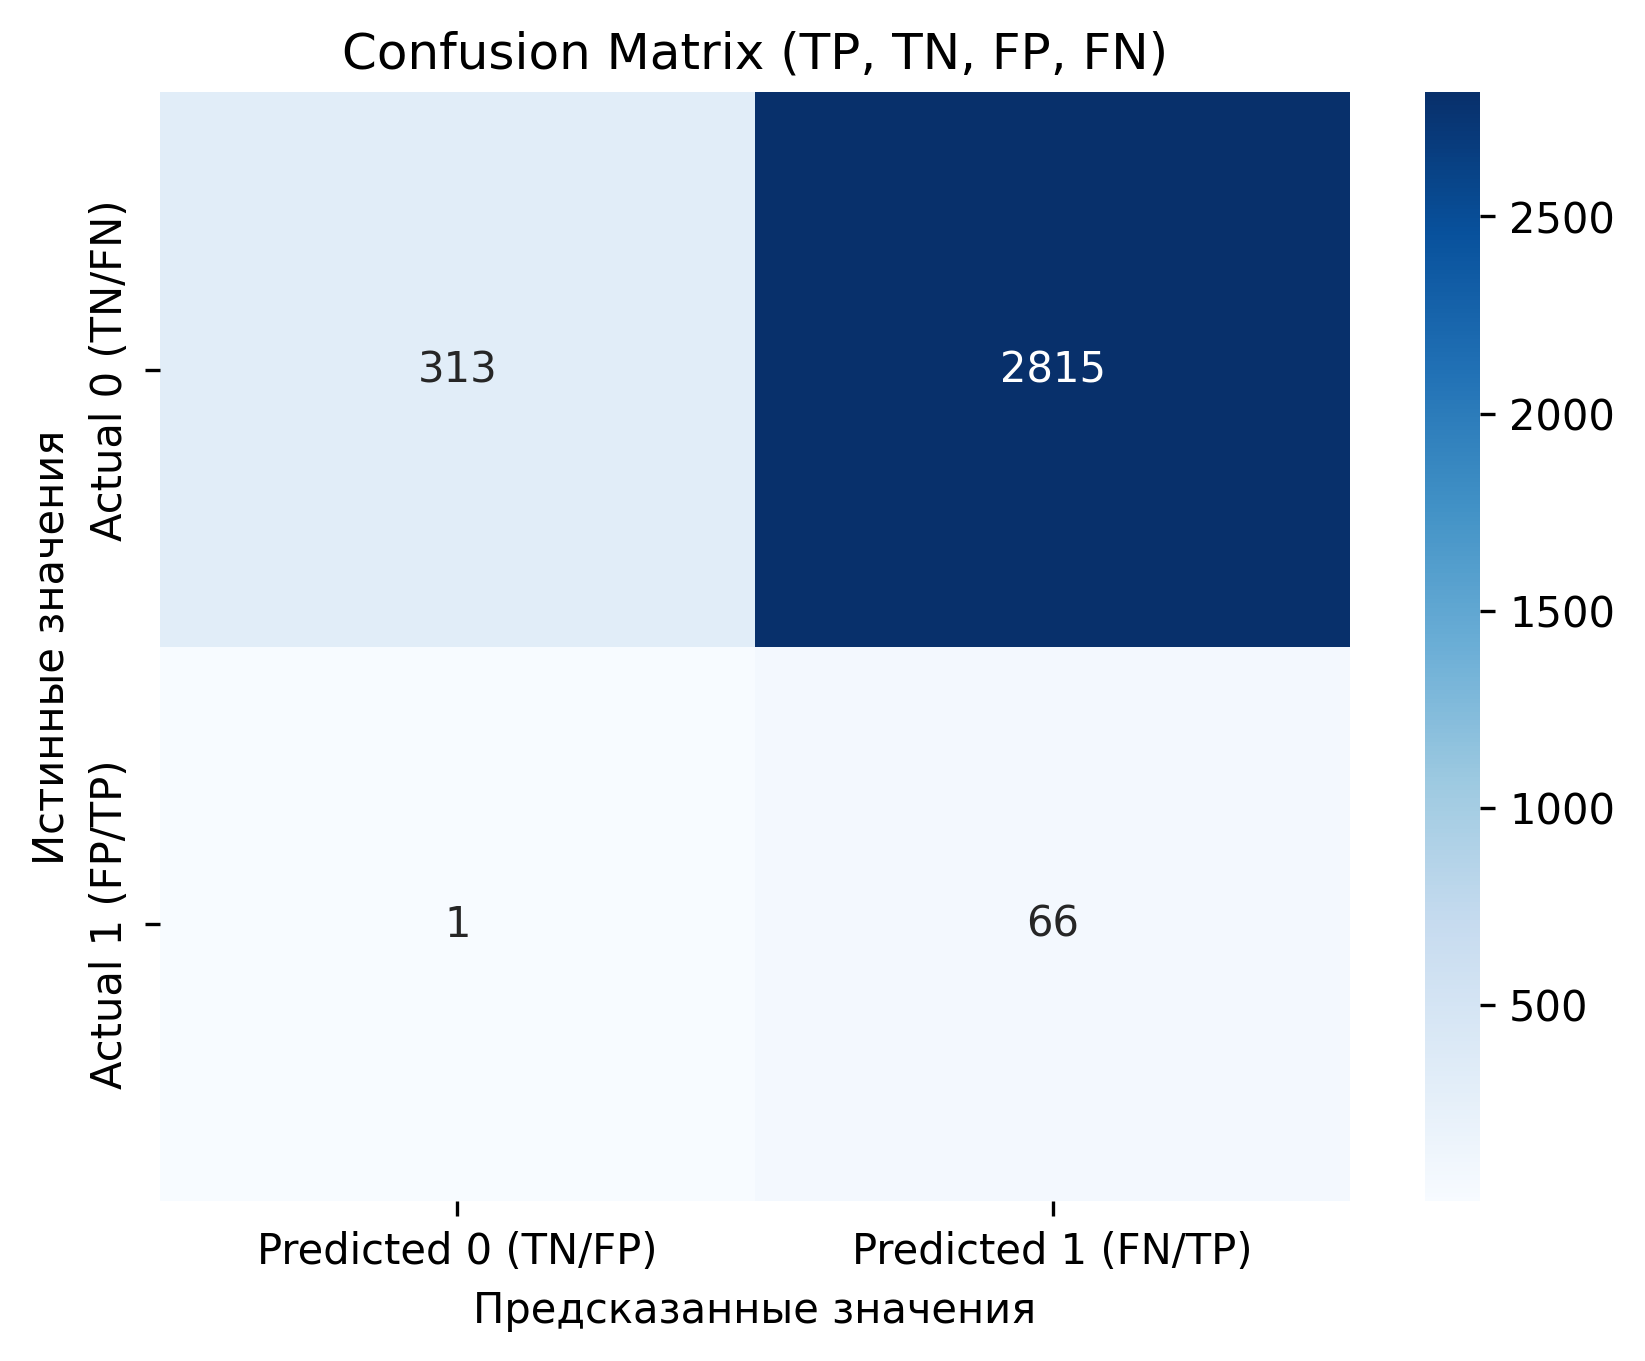 Confusion Matrix (TP, TN, FP, FN)
Истинные значения
Actual 0 (TN/FN)
Actual 1 (FP/TP)
313
2815
1
66
Predicted 0 (TN/FP)
Predicted 1 (FN/TP)
Предсказанные значения
2500
2000
1500
1000
500